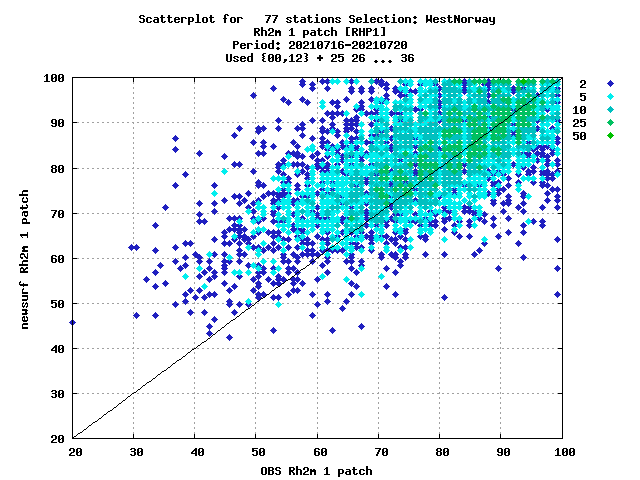 Scatterplot for   77 stations Selection: WestNorway
Rh2m 1 patch [RHP1]
Period: 20210716-20210720
Used {00,12} + 25 26 ... 36
100
90
80
70
60
50
40
30
20
newsurf Rh2m 1 patch
2
5
10
25
50
20 30 40 50 60 70 80 90 100
OBS Rh2m 1 patch